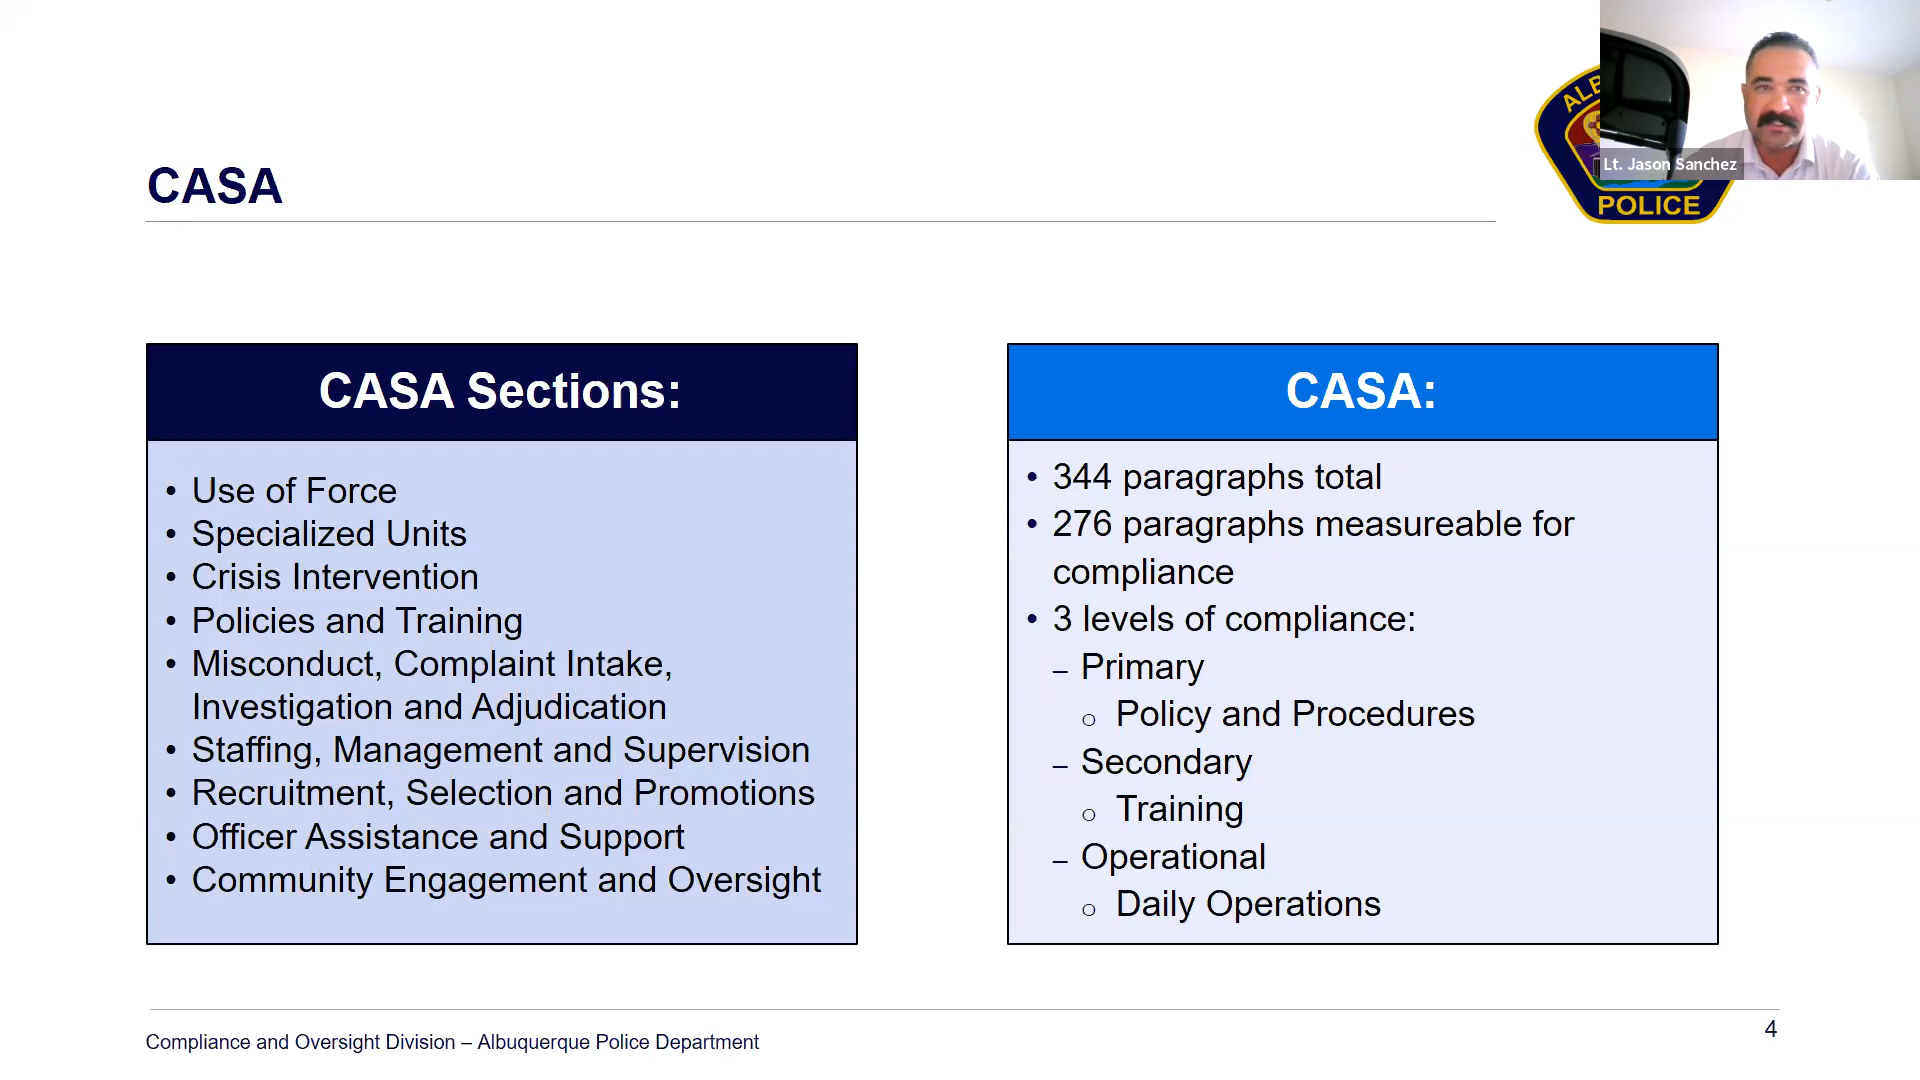 ALB
POLICE
Lt. Jason Sanchez
CASA
CASA Sections:
• Use of Force
• Specialized Units
• Crisis Intervention
• Policies and Training
• Misconduct, Complaint Intake,
Investigation and Adjudication
• Staffing, Management and Supervision
• Recruitment, Selection and Promotions
• Officer Assistance and Support
• Community Engagement and Oversight
CASA:
• 344 paragraphs total
• 276 paragraphs measureable for
compliance
• 3 levels of compliance:
– Primary
o Policy and Procedures
– Secondary
o Training
– Operational
o Daily Operations
Compliance and Oversight Division – Albuquerque Police Department
4